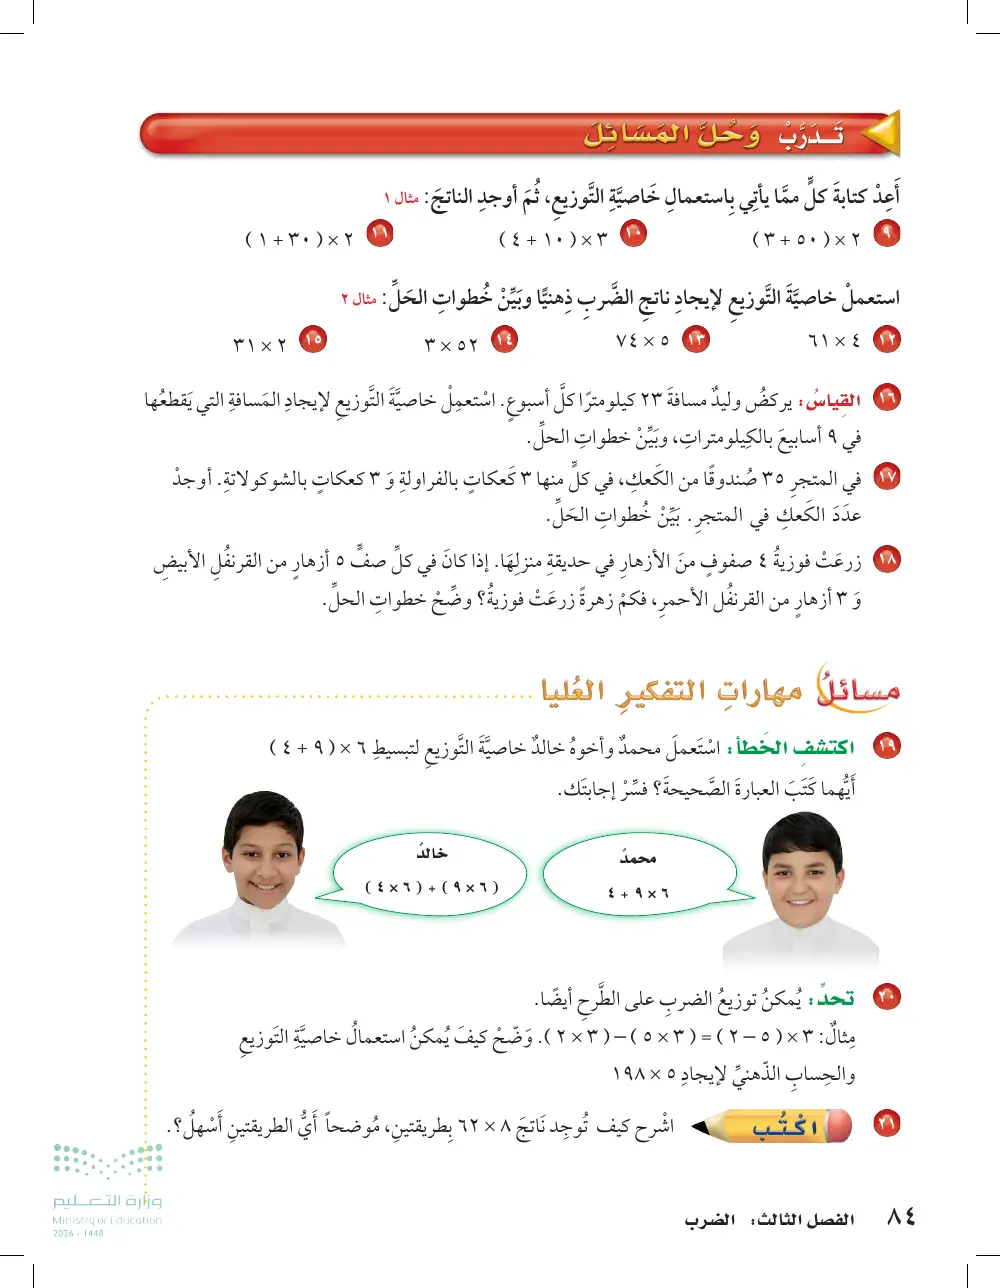 تَــدَرَّبْ وَحُلَّ المَسَائِلَ
أَعِدْ كتابةَ كلٍّ ممَّا يأتِي بِاستعمالِ خَاصيَّةِ التَّوزيعِ، ثُمَ أوجدِ الناتجَ: مثال ١
٩ ٢ × ( ٥٠ + ٣ ) ١٠ ٣ × ( ١٠ + ٤ ) ١١ ٢ × ( ٣٠ + ١ )
استعملْ خاصيَّةَ التَّوزيعِ لإيجادِ ناتجِ الضَّربِ ذِهنيًّا وبَيِّنْ خُطواتِ الحَلِّ: مثال ٢
١٢ ٤ × ٦١ ١٣ ٥ × ٧٤ ١٤ ٥٢ × ٣ ١٥ ٢ × ٣١
١٦ القِياسُ: يركضُ وليدٌ مسافةَ ٢٣ كيلومترًا كلَّ أسبوعٍ. اسْتعمِلْ خاصيَّةَ التَّوزيعِ لإيجادِ المَسافةِ التي يَقطعُها
في ٩ أسابيعَ بالكِيلومتراتِ، وبَيِّنْ خطواتِ الحلِّ.
١٧ في المتجرِ ٣٥ صُندوقًا من الكَعكِ، في كلٍّ منها ٣ كَعكاتٍ بالفراولةِ وَ ٣ كعكاتٍ بالشوكولاتةِ. أوجدْ
عدَدَ الكَعكِ في المتجرِ. بَيِّنْ خُطواتِ الحَلِّ.
١٨ زرعَتْ فوزيةُ ٤ صفوفٍ منَ الأزهارِ في حديقةِ منزلِهَا. إذا كانَ في كلِّ صفٍّ ٥ أزهارٍ من القرنفُلِ الأبيضِ
وَ ٣ أزهارٍ من القرنفُل الأحمرِ، فكمْ زهرةً زرعَتْ فوزيةُ؟ وضِّحْ خطواتِ الحلِّ.
مسائلُ مهاراتِ التفكيرِ العُليا
١٩ اكتشفِ الخَطأ: اسْتَعملَ محمدٌ وأخوهُ خالدٌ خاصيَّةَ التَّوزيعِ لتبسيطِ ٦ × ( ٩ + ٤ )
أَيُّهما كَتَبَ العبارةَ الصَّحيحةَ؟ فسِّرْ إجابتَك.
محمدٌ
٦ × ٩ + ٤
خالدٌ
( ٦ × ٩ ) + ( ٦ × ٤ )
٢٠ تحدِّ: يُمكنُ توزيعُ الضربِ على الطَّرحِ أيضًا.
مِثالٌ: ٣ × ( ٥ – ٢ ) = ( ٣ × ٥ ) – ( ٣ × ٢ ). وَضّحْ كيفَ يُمكنُ استعمالُ خاصيَّةِ التَوزيعِ
والحِسابِ الذّهنيِّ لإيجادِ ٥ × ١٩٨
٢١ اكْتُب اشْرح كيف تُوجِد نَاتجَ ٨ × ٦٢ بِطريقتينِ، مُوضحاً أَيُّ الطريقتينِ أَسْهلُ؟.
وزارة التعليم
Ministry of Education
2026 - 1448
٨٤ الفصل الثالث: الضرب